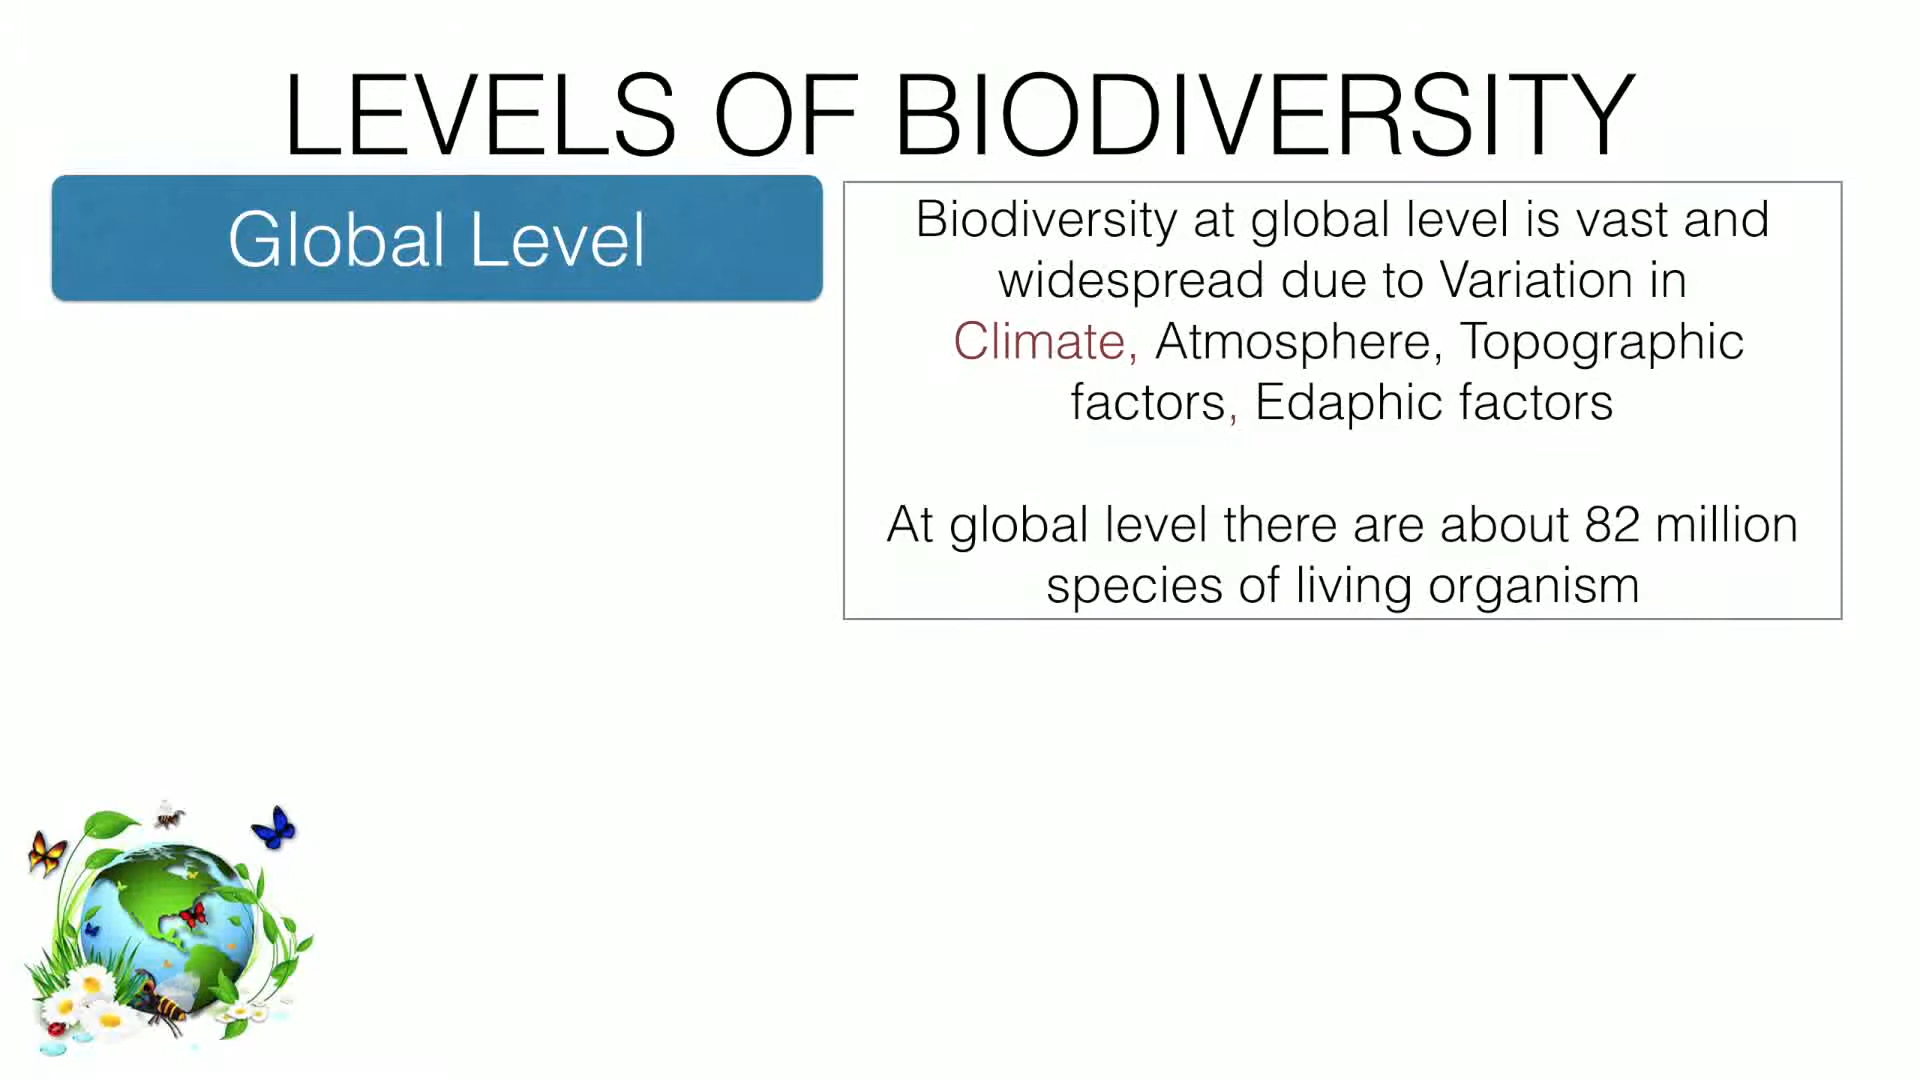 LEVELS OF BIODIVERSITY
Global Level
Biodiversity at global level is vast and
widespread due to Variation in
Climate, Atmosphere, Topographic
factors, Edaphic factors
At global level there are about 82 million
species of living organism